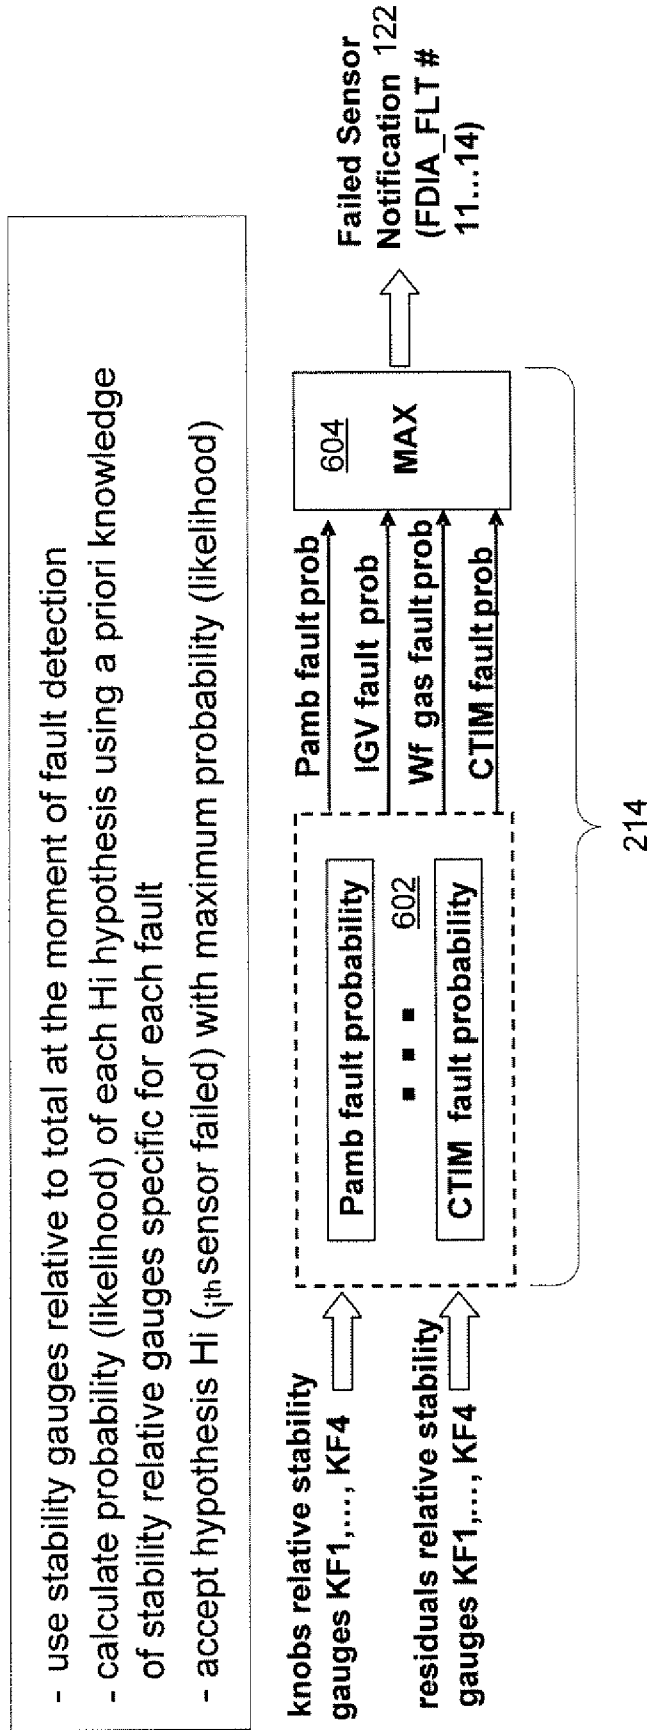 - use stability gauges relative to total at the moment of fault detection
- calculate probability (likelihood) of each Hi hypothesis using a priori knowledge
of stability relative gauges specific for each fault
- accept hypothesis Hi (jth sensor failed) with maximum probability (likelihood)
knobs relative stability
gauges KF1,..., KF4
residuals relative stability
gauges KF1,..., KF4
Pamb fault probability
602
CTIM fault probability
Pamb fault prob
IGV fault prob
Wf gas fault prob
CTIM fault prob
604
MAX
Failed Sensor
Notification 122
(FDIA_FLT #
11...14)
214